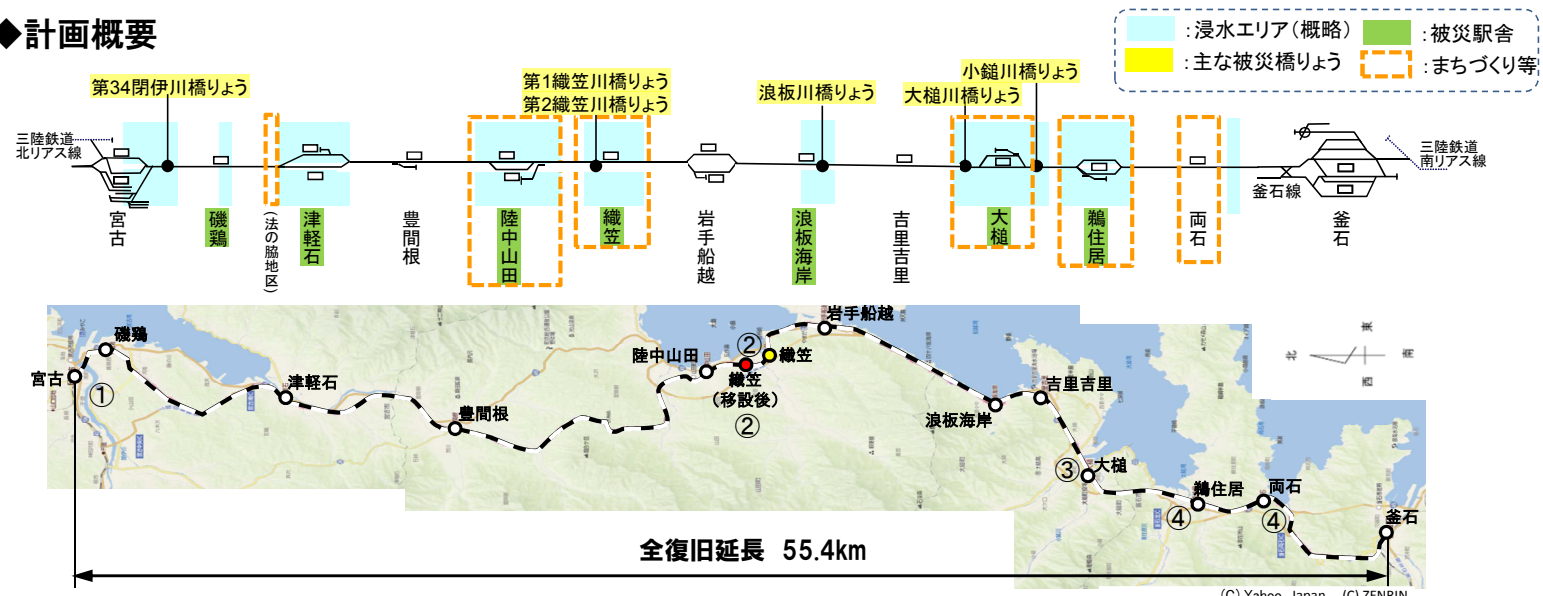 ◆計画概要
:浸水エリア(概略)
:被災駅舎
:主な被災橋りょう
:まちづくり等
第34閉伊川橋りょう
第1織笠川橋りょう
第2織笠川橋りょう
浪板川橋りょう
小鎚川橋りょう
大槌川橋りょう
三陸鉄道
北リアス線
三陸鉄道
南リアス線
釜石線
宮古
磯鶏
(法の脇地区)
津軽石
豊間根
陸中山田
織笠
岩手船越
浪板海岸
吉里吉里
大槌
鵜住居
両石
釜石
宮古
①
磯鶏
津軽石
豊間根
陸中山田
②
織笠
織笠
(移設後)
②
岩手船越
浪板海岸
吉里吉里
③
大槌
鵜住居
④
両石
④
釜石
東
北
南
西
全復旧延長 55.4km
(C) Yahoo Japan (C) ZENRIN